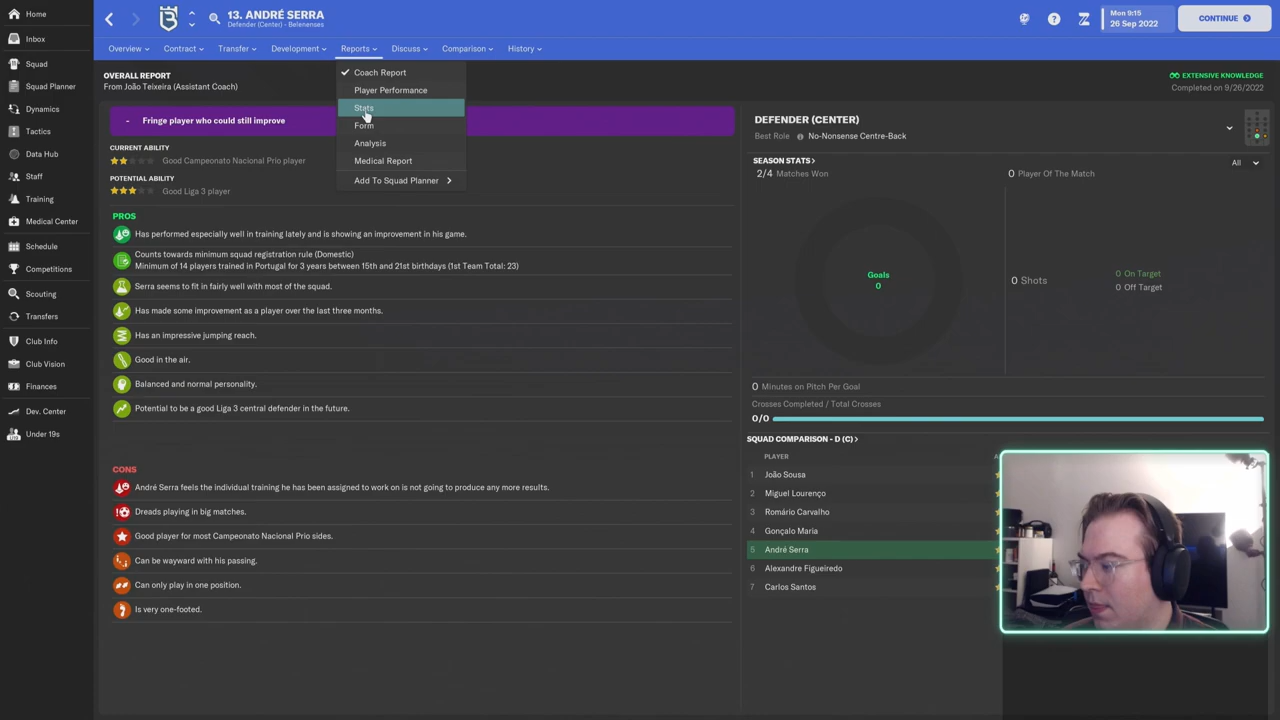 Home
Inbox
Squad
Squad Planner
Dynamics
Tactics
Data Hub
Staff
Training
Medical Center
Schedule
Competitions
Scouting
Transfers
Club Info
Club Vision
Finances
Dev. Center
Under 19s
13. ANDRÉ SERRA
Defender (Center) - Belenenses
Mon 9:15
26 Sep 2022
CONTINUE
Overview
Contract
Transfer
Development
Reports
Discuss
Comparison
History
Coach Report
Player Performance
Stats
Form
Analysis
Medical Report
Add To Squad Planner
OVERALL REPORT
From João Teixeira (Assistant Coach)
EXTENSIVE KNOWLEDGE
Completed on 9/26/2022
- Fringe player who could still improve
CURRENT ABILITY
Good Campeonato Nacional Prio player
POTENTIAL ABILITY
Good Liga 3 player
PROS
Has performed especially well in training lately and is showing an improvement in his game.
Counts towards minimum squad registration rule (Domestic)
Minimum of 14 players trained in Portugal for 3 years between 15th and 21st birthdays (1st Team Total: 23)
Serra seems to fit in fairly well with most of the squad.
Has made some improvement as a player over the last three months.
Has an impressive jumping reach.
Good in the air.
Balanced and normal personality.
Potential to be a good Liga 3 central defender in the future.
CONS
André Serra feels the individual training he has been assigned to work on is not going to produce any more results.
Dreads playing in big matches.
Good player for most Campeonato Nacional Prio sides.
Can be wayward with his passing.
Can only play in one position.
Is very one-footed.
DEFENDER (CENTER)
Best Role No-Nonsense Centre-Back
SEASON STATS
All
2/4 Matches Won
0 Player Of The Match
Goals
0
0 Shots
0 On Target
0 Off Target
0 Minutes on Pitch Per Goal
Crosses Completed / Total Crosses
0/0
SQUAD COMPARISON - D (C)
PLAYER
1 João Sousa
2 Miguel Lourenço
3 Romário Carvalho
4 Gonçalo Maria
5 André Serra
6 Alexandre Figueiredo
7 Carlos Santos